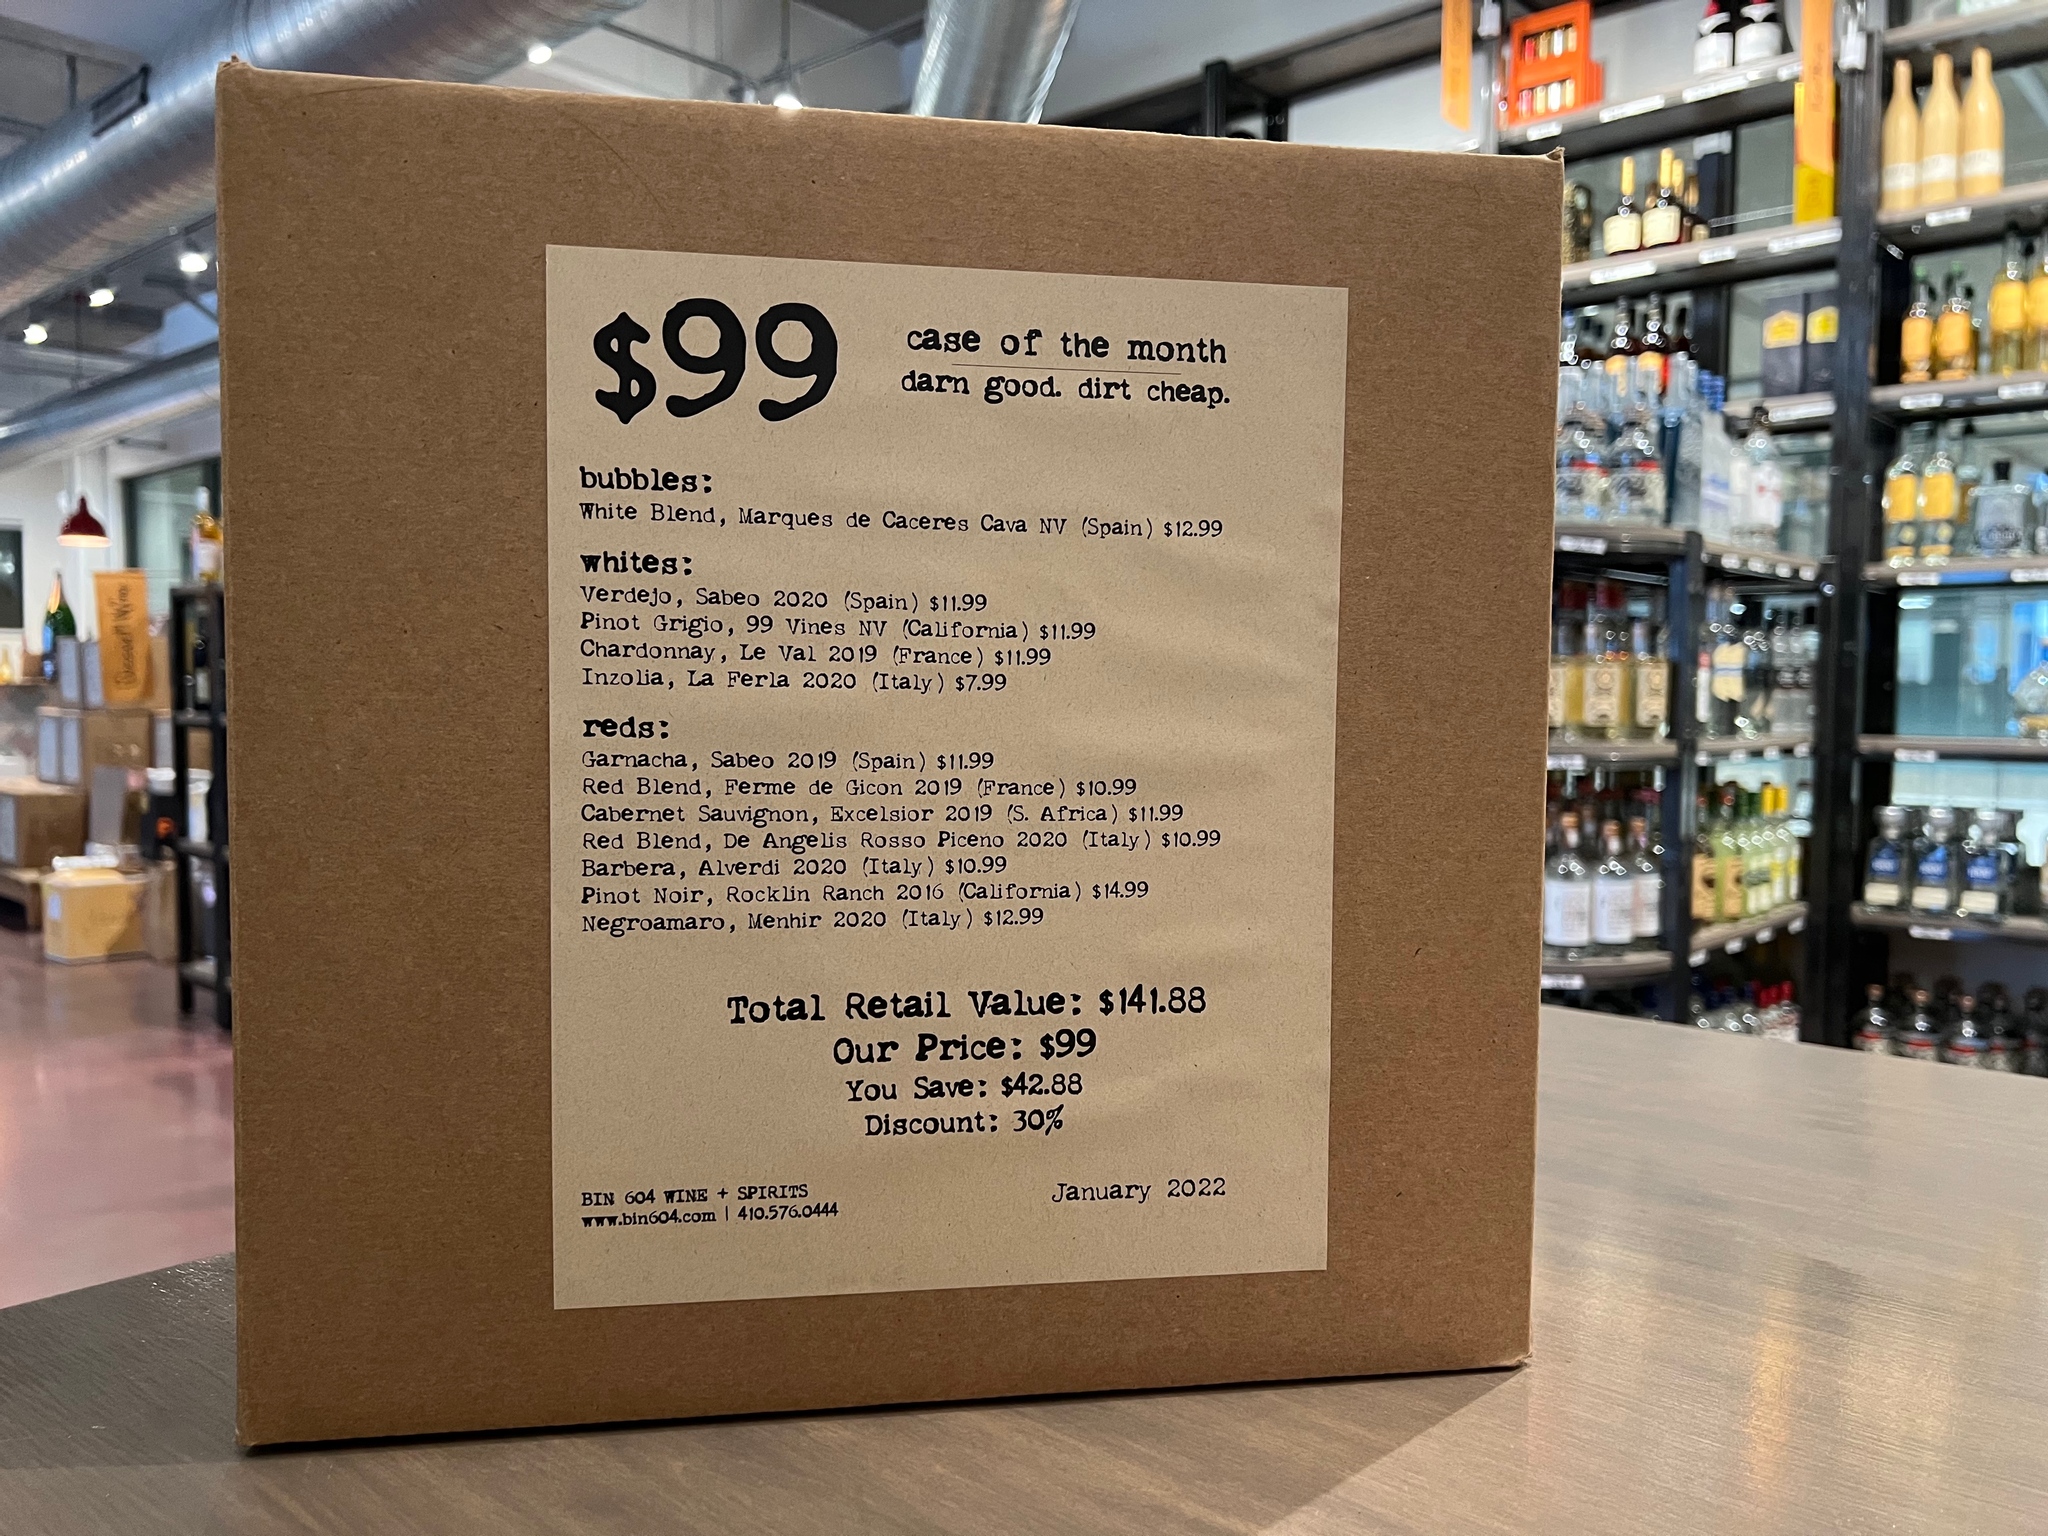 $99
case of the month
darn good. dirt cheap.
bubbles:
White Blend, Marques de Caceres Cava NV (Spain) $12.99
whites:
Verdejo, Sabeo 2020 (Spain) $11.99
Pinot Grigio, 99 Vines NV (California) $11.99
Chardonnay, Le Val 2019 (France) $11.99
Inzolia, La Ferla 2020 (Italy) $7.99
reds:
Garnacha, Sabeo 2019 (Spain) $11.99
Red Blend, Ferme de Gicon 2019 (France) $10.99
Cabernet Sauvignon, Excelsior 2019 (S. Africa) $11.99
Red Blend, De Angelis Rosso Piceno 2020 (Italy) $10.99
Barbera, Alverdi 2020 (Italy) $10.99
Pinot Noir, Rocklin Ranch 2016 (California) $14.99
Negroamaro, Menhir 2020 (Italy) $12.99
Total Retail Value: $141.88
Our Price: $99
You Save: $42.88
Discount: 30%
BIN 604 WINE + SPIRITS
www.bin604.com | 410.576.0444
January 2022
Dessert Wine